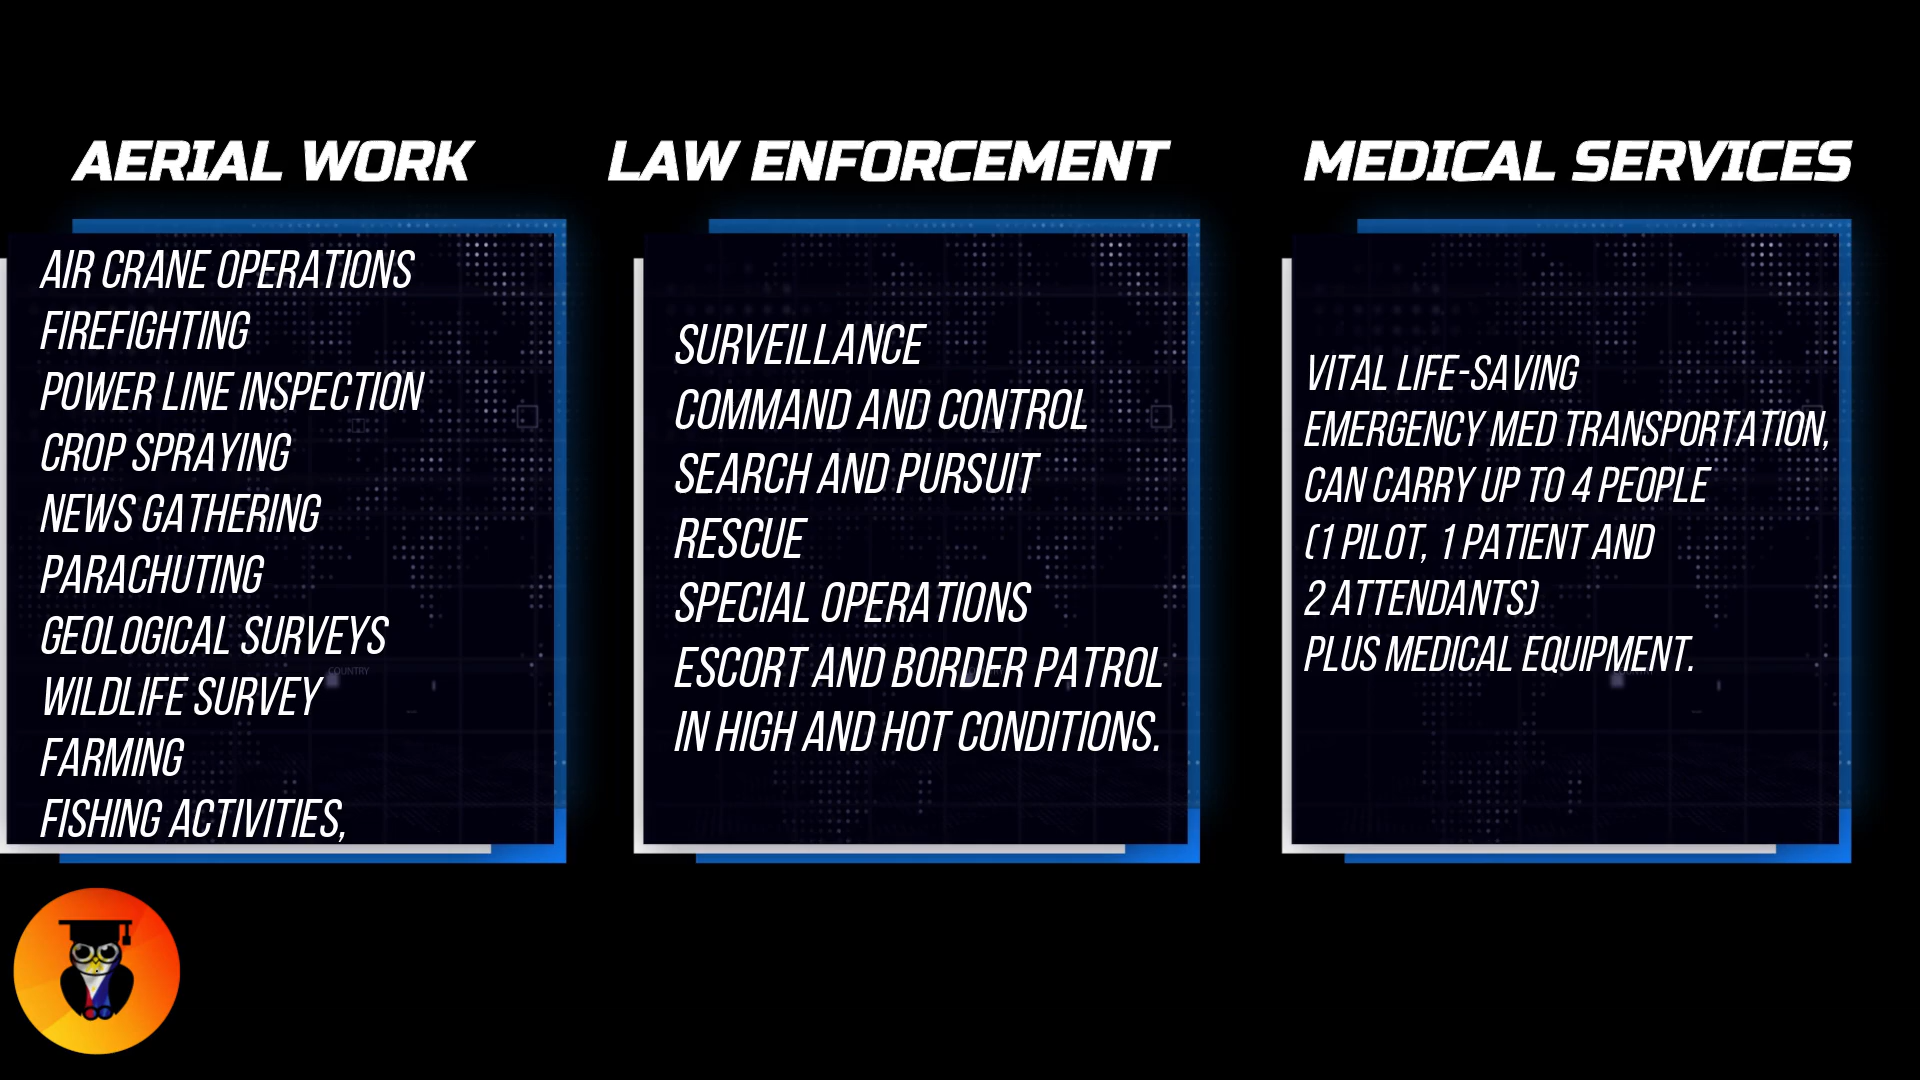 AERIAL WORK
AIR CRANE OPERATIONS
FIREFIGHTING
POWER LINE INSPECTION
CROP SPRAYING
NEWS GATHERING
PARACHUTING
GEOLOGICAL SURVEYS
COUNTRY
WILDLIFE SURVEY
FARMING
FISHING ACTIVITIES,
LAW ENFORCEMENT
SURVEILLANCE
COMMAND AND CONTROL
SEARCH AND PURSUIT
RESCUE
SPECIAL OPERATIONS
ESCORT AND BORDER PATROL
IN HIGH AND HOT CONDITIONS.
MEDICAL SERVICES
VITAL LIFE-SAVING
EMERGENCY MED TRANSPORTATION,
CAN CARRY UP TO 4 PEOPLE
(1 PILOT, 1 PATIENT AND
2 ATTENDANTS)
PLUS MEDICAL EQUIPMENT.